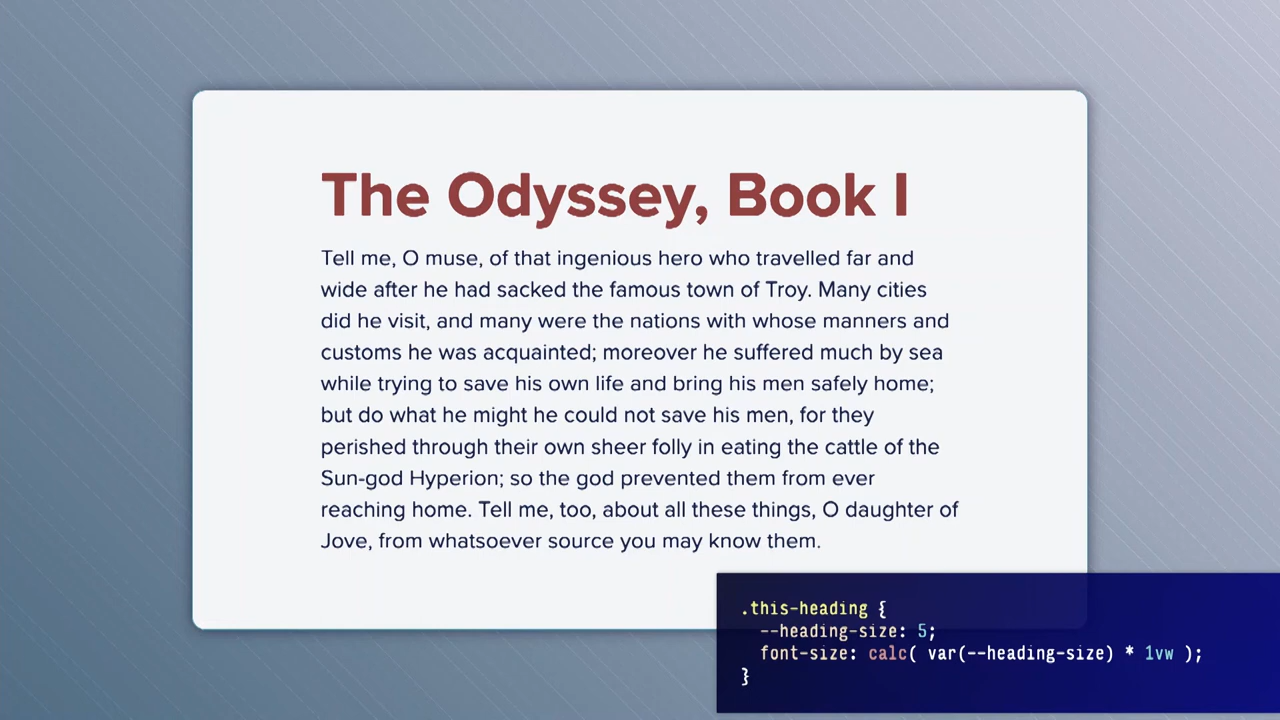 The Odyssey, Book I
Tell me, O muse, of that ingenious hero who travelled far and
wide after he had sacked the famous town of Troy. Many cities
did he visit, and many were the nations with whose manners and
customs he was acquainted; moreover he suffered much by sea
while trying to save his own life and bring his men safely home;
but do what he might he could not save his men, for they
perished through their own sheer folly in eating the cattle of the
Sun-god Hyperion; so the god prevented them from ever
reaching home. Tell me, too, about all these things, O daughter of
Jove, from whatsoever source you may know them.
.this-heading {
  --heading-size: 5;
  font-size: calc( var(--heading-size) * 1vw );
}